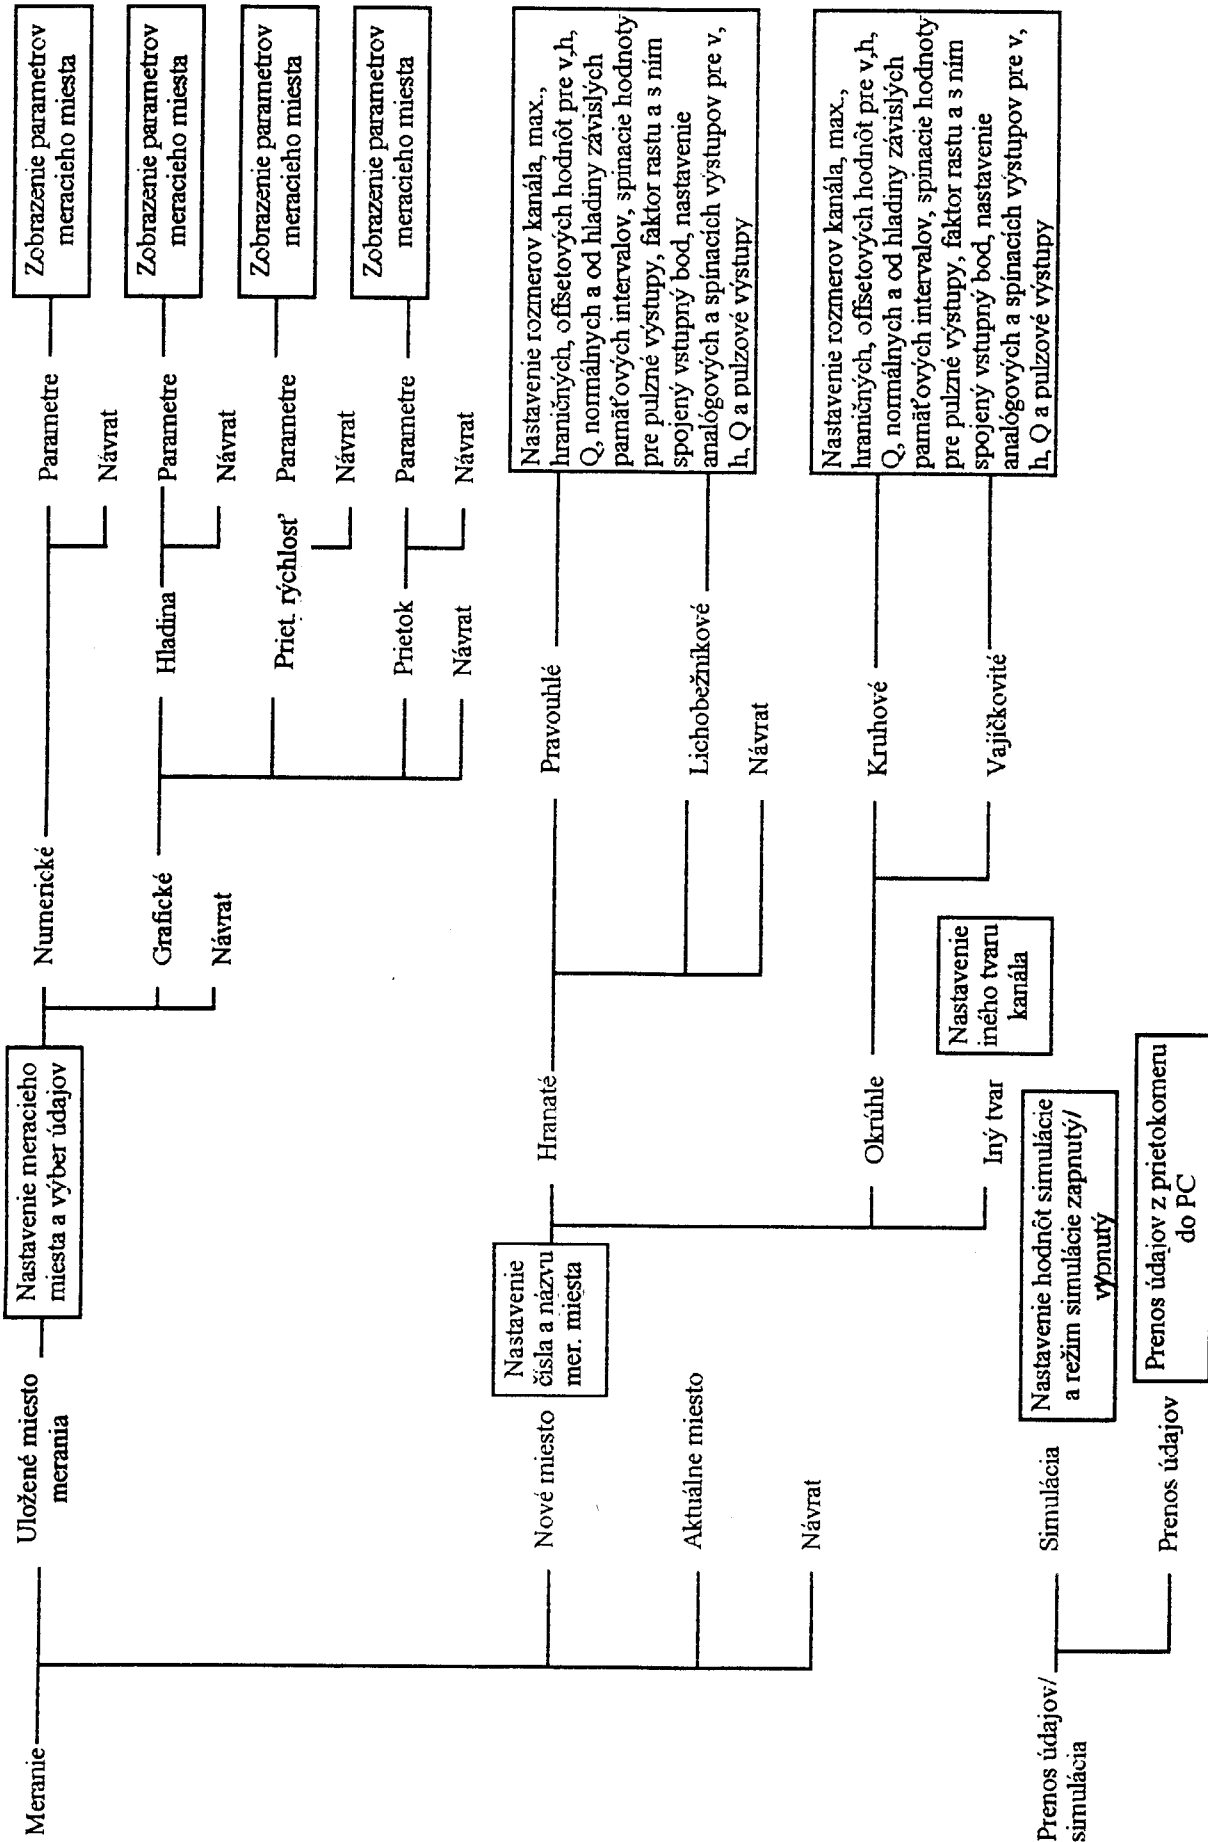 Meranie
Uložené miesto
merania
Nastavenie meracieho
miesta a výber údajov
Numerické
Parametre
Zobrazenie parametrov
meracieho miesta
Návrat
Grafické
Hladina
Parametre
Zobrazenie parametrov
meracieho miesta
Návrat
Priet. rýchlosť
Parametre
Zobrazenie parametrov
meracieho miesta
Návrat
Prietok
Parametre
Zobrazenie parametrov
meracieho miesta
Návrat
Návrat
Návrat
Nové miesto
Nastavenie
čísla a názvu
mer. miesta
Hranaté
Pravouhlé
Lichobežníkové
Návrat
Nastavenie rozmerov kanála, max.,
hraničných, offsetových hodnôt pre v,h,
Q, normálnych a od hladiny závislých
pamäťových intervalov, spínacie hodnoty
pre pulzné výstupy, faktor rastu a s ním
spojený vstupný bod, nastavenie
analógových a spínacích výstupov pre v,
h, Q a pulzové výstupy
Okrúhle
Kruhové
Vajíčkovité
Nastavenie rozmerov kanála, max.,
hraničných, offsetových hodnôt pre v,h,
Q, normálnych a od hladiny závislých
pamäťových intervalov, spínacie hodnoty
pre pulzné výstupy, faktor rastu a s ním
spojený vstupný bod, nastavenie
analógových a spínacích výstupov pre v,
h, Q a pulzové výstupy
Iný tvar
Nastavenie
iného tvaru
kanála
Aktuálne miesto
Návrat
Prenos údajov/
simulácia
Simulácia
Nastavenie hodnôt simulácie
a režim simulácie zapnutý/
vypnutý
Prenos údajov
Prenos údajov z prietokomeru
do PC